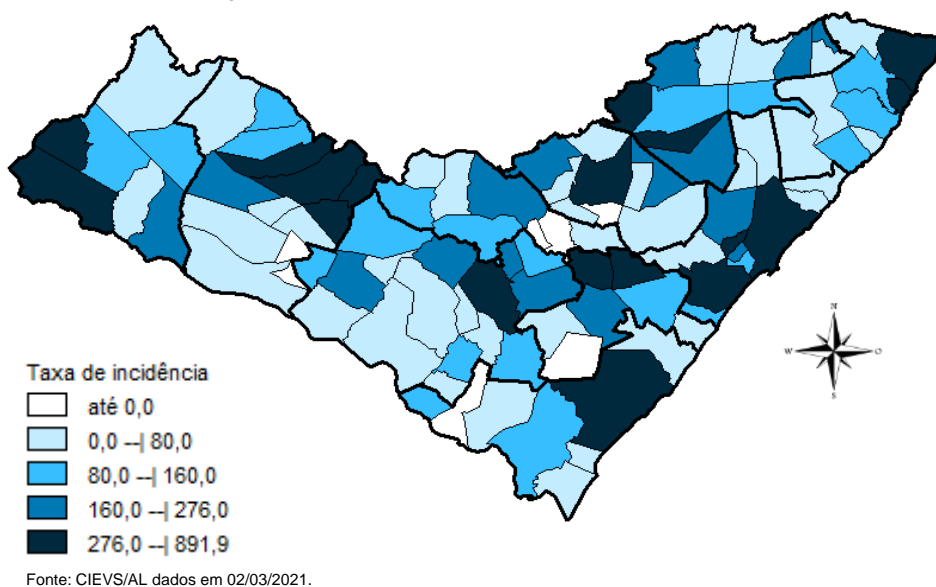 N
W
O
S
Taxa de incidência
até 0,0
0,0 --| 80,0
80,0 --| 160,0
160,0 --| 276,0
276,0 --| 891,9
Fonte: CIEVS/AL dados em 02/03/2021.